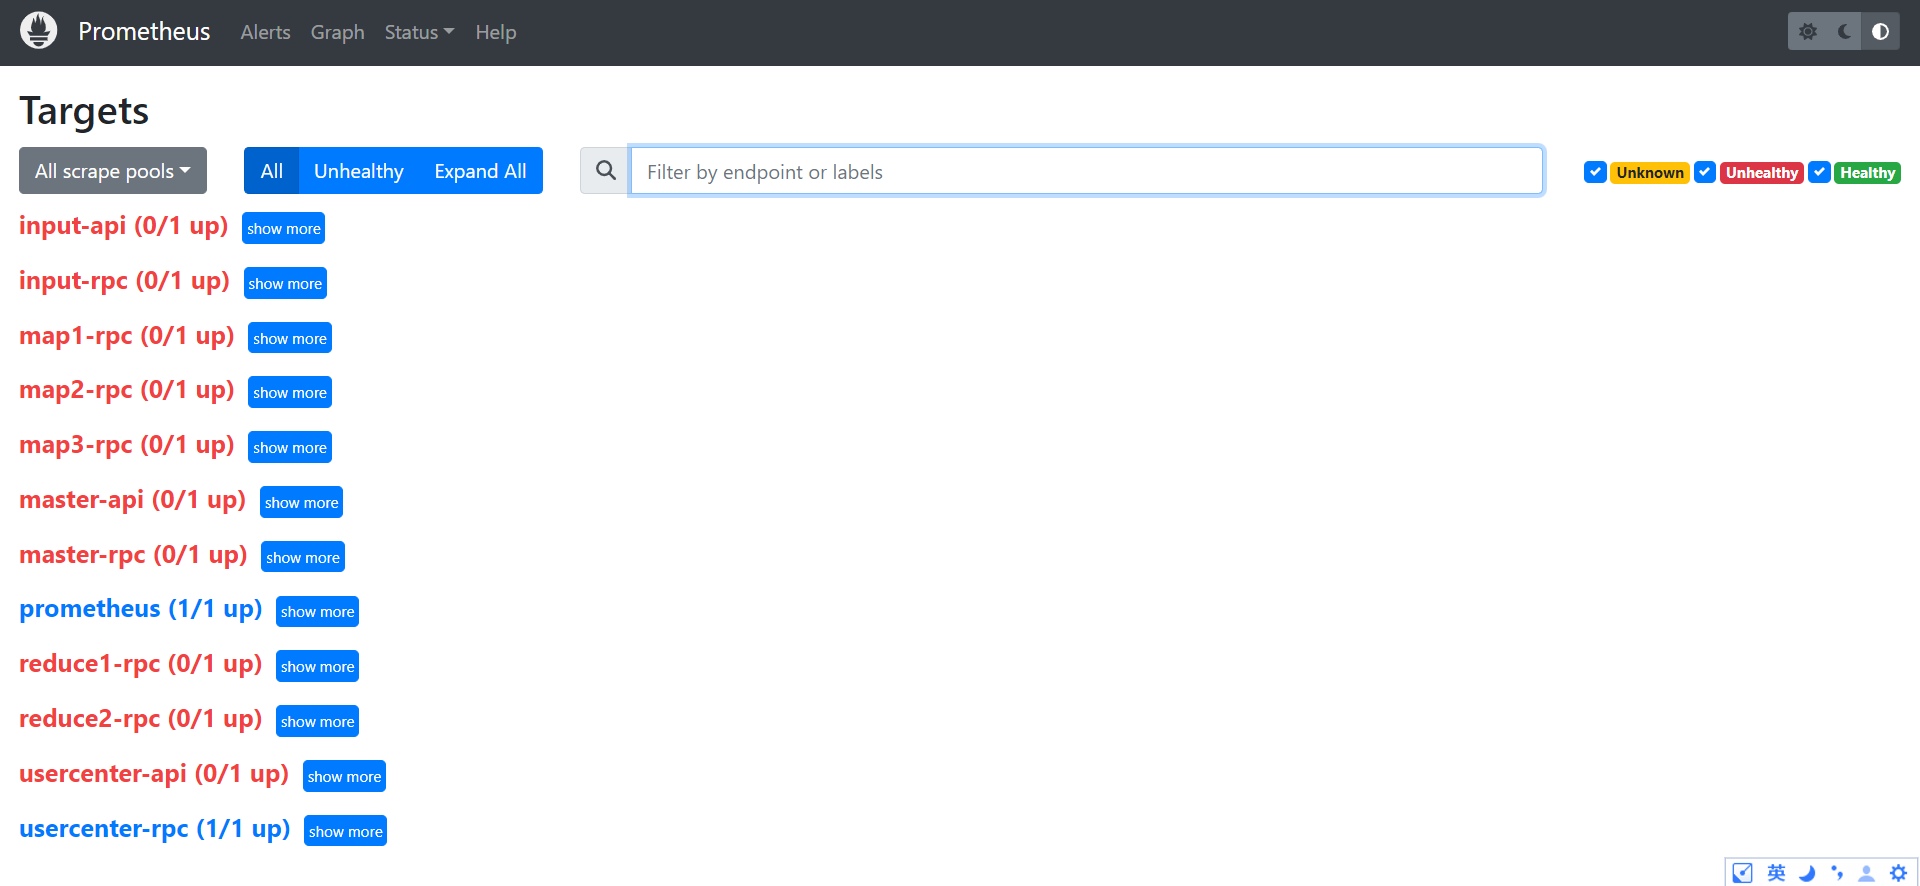 Prometheus Alerts Graph Status Help
Targets
All scrape pools All Unhealthy Expand All Filter by endpoint or labels Unknown Unhealthy Healthy
input-api (0/1 up) show more
input-rpc (0/1 up) show more
map1-rpc (0/1 up) show more
map2-rpc (0/1 up) show more
map3-rpc (0/1 up) show more
master-api (0/1 up) show more
master-rpc (0/1 up) show more
prometheus (1/1 up) show more
reduce1-rpc (0/1 up) show more
reduce2-rpc (0/1 up) show more
usercenter-api (0/1 up) show more
usercenter-rpc (1/1 up) show more
英